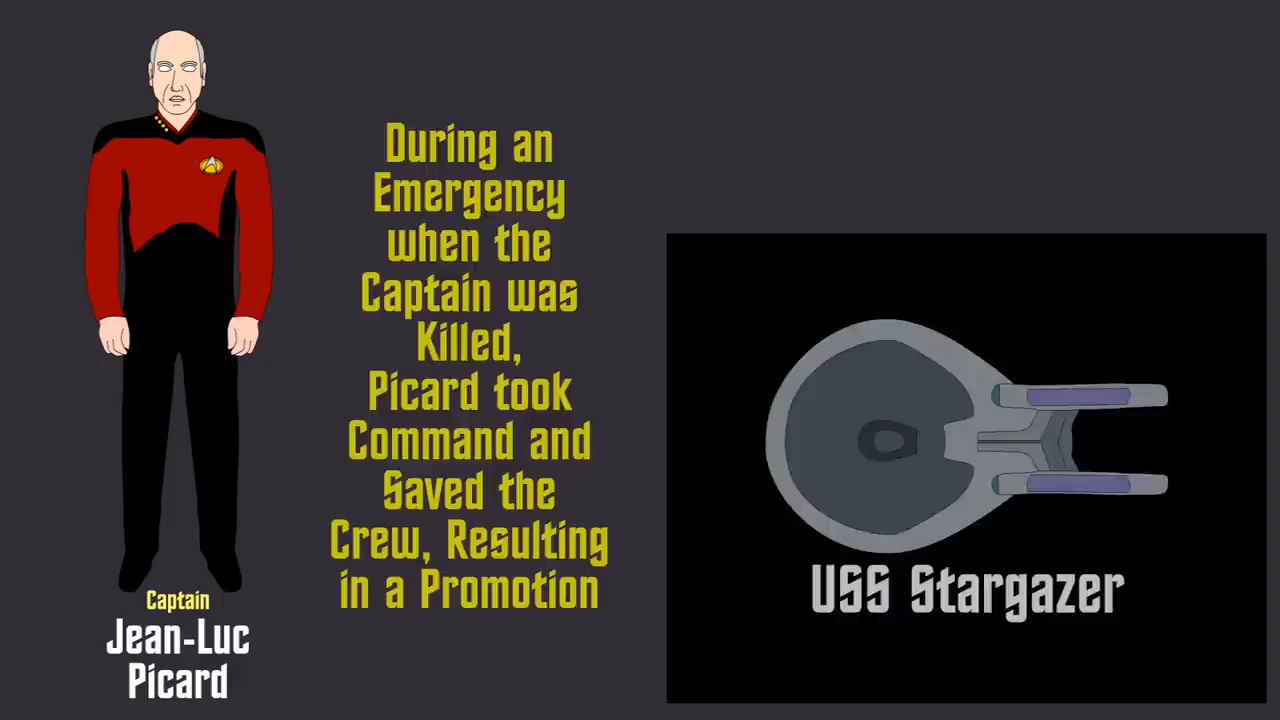 During an
Emergency
when the
Captain was
Killed,
Picard took
Command and
Saved the
Crew, Resulting
in a Promotion
Captain
Jean-Luc
Picard
USS Stargazer